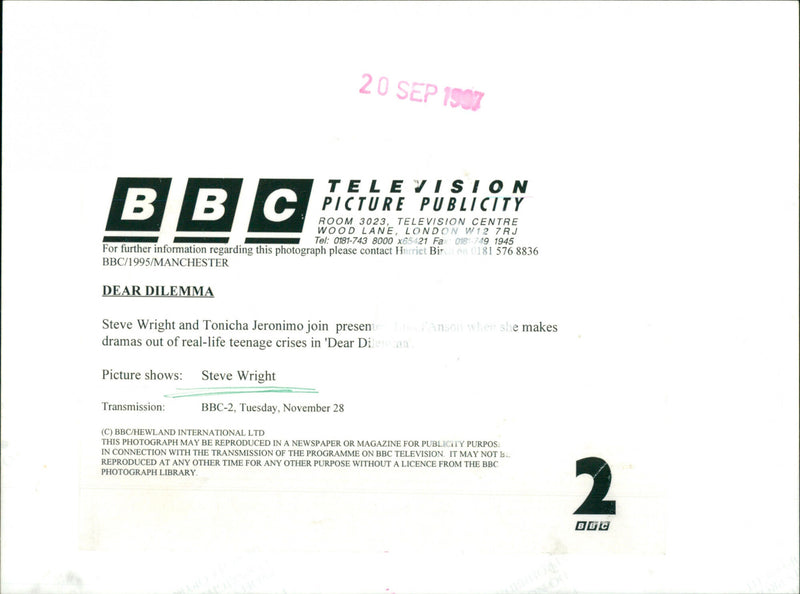 20 SEP 1997
BBC TELEVISION
PICTURE PUBLICITY
ROOM 3023, TELEVISION CENTRE
WOOD LANE, LONDON W12 7RJ
Tel: 0181-743 8000 x65421 Fax: 0181-749 1945
For further information regarding this photograph please contact Harriet on 0181 576 8836
BBC/1995/MANCHESTER
DEAR DILEMMA
Steve Wright and Tonicha Jeronimo join presenter when she makes
dramas out of real-life teenage crises in 'Dear Dilemma'.
Picture shows: Steve Wright
Transmission: BBC-2, Tuesday, November 28
(C) BBC/HEWLAND INTERNATIONAL LTD
THIS PHOTOGRAPH MAY BE REPRODUCED IN A NEWSPAPER OR MAGAZINE FOR PUBLICITY PURPOS
IN CONNECTION WITH THE TRANSMISSION OF THE PROGRAMME ON BBC TELEVISION. IT MAY NOT
REPRODUCED AT ANY OTHER TIME FOR ANY OTHER PURPOSE WITHOUT A LICENCE FROM THE BBC
PHOTOGRAPH LIBRARY.
2
BBC